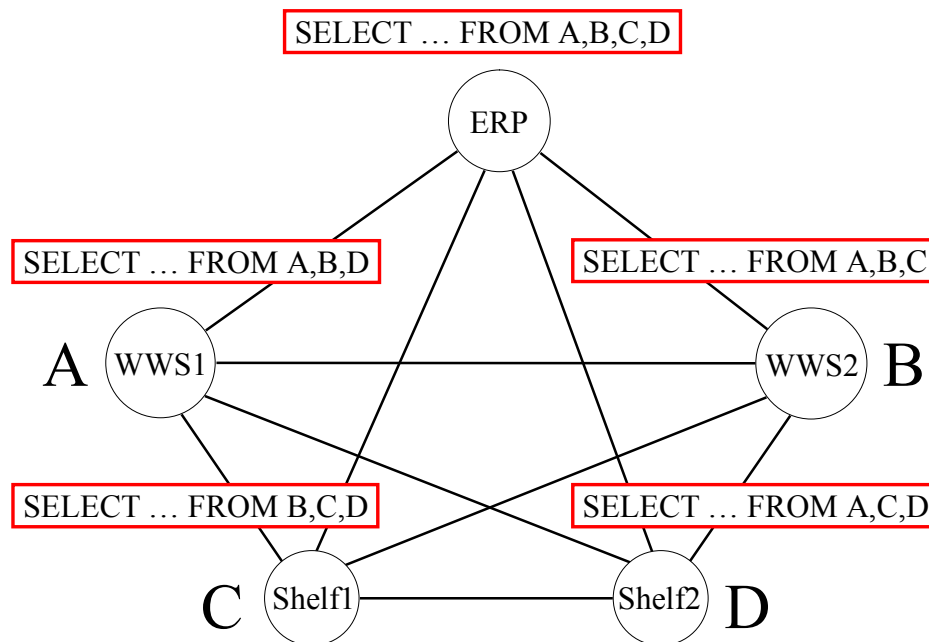 SELECT … FROM A,B,C,D
ERP
SELECT … FROM A,B,D
SELECT … FROM A,B,C
A
WWS1
WWS2
B
SELECT … FROM B,C,D
SELECT … FROM A,C,D
C
Shelf1
Shelf2
D